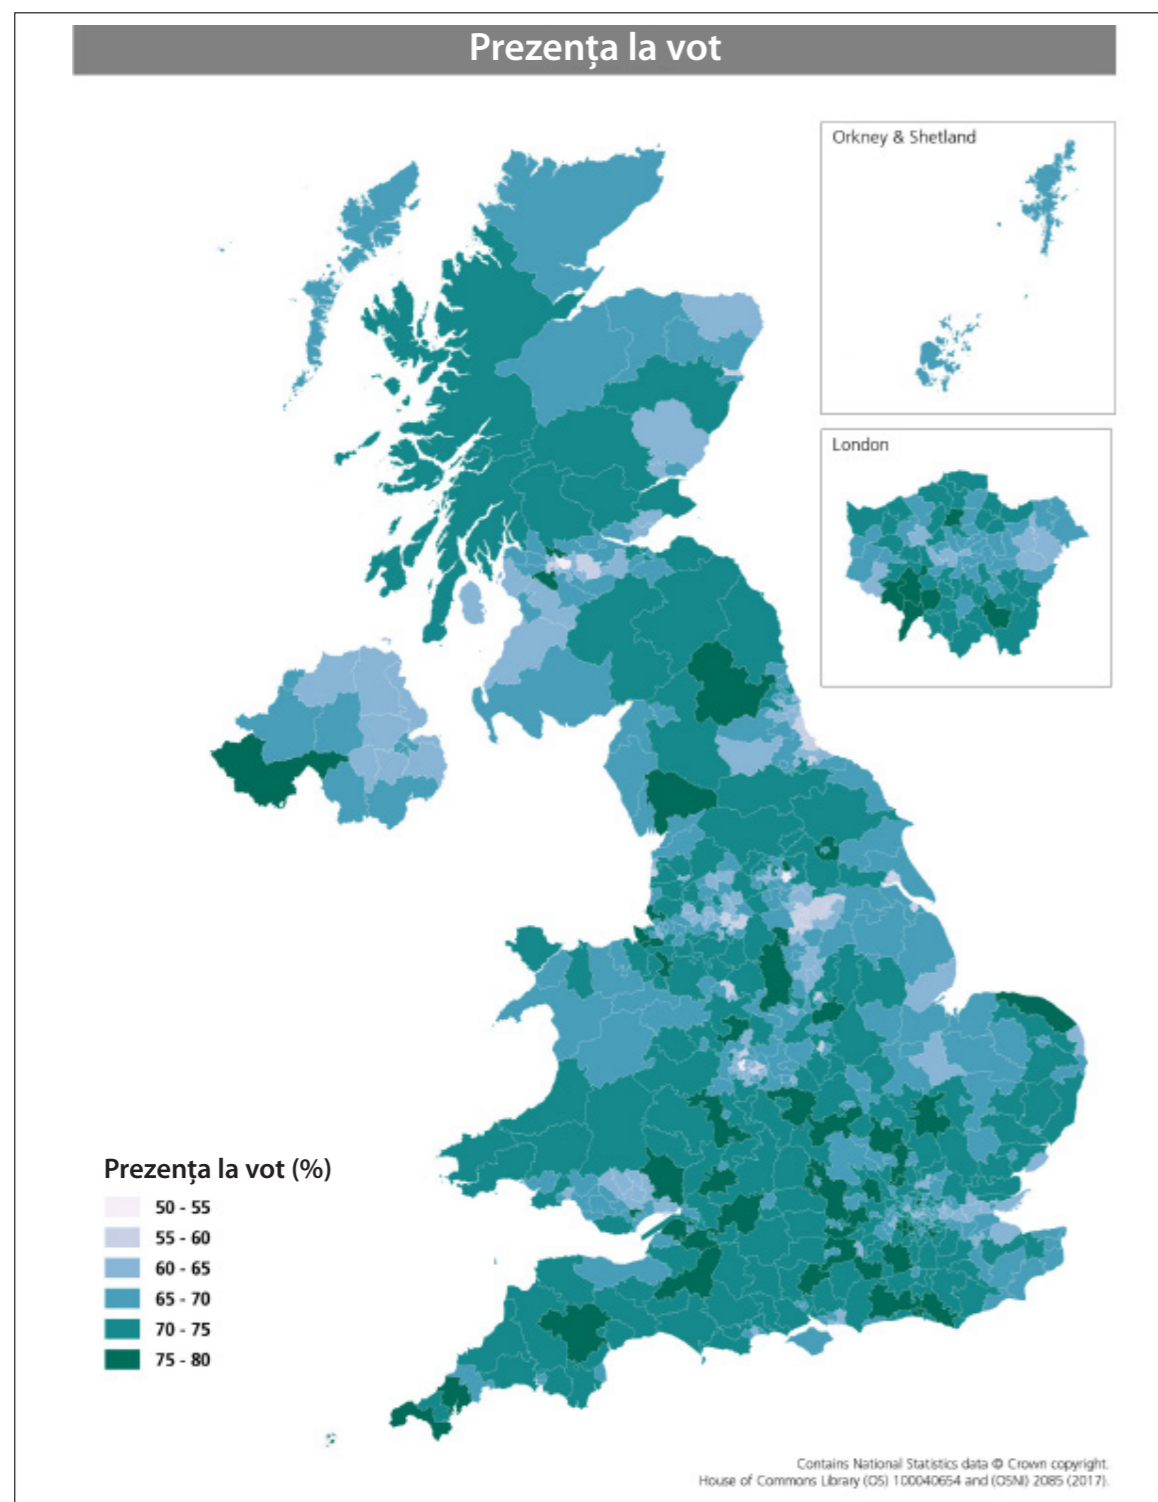 Prezența la vot
Orkney & Shetland
London
Prezența la vot (%)
50 - 55
55 - 60
60 - 65
65 - 70
70 - 75
75 - 80
Contains National Statistics data © Crown copyright.
House of Commons Library (OS) 100040654 and (OSNI) 2085 (2017).